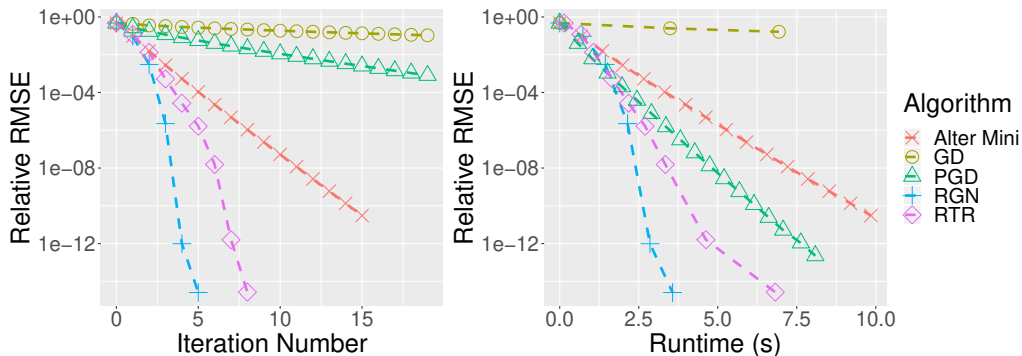 1e+00
1e-04
1e-08
1e-12
Relative RMSE
0 5 10 15
Iteration Number
1e+00
1e-04
1e-08
1e-12
Relative RMSE
0.0 2.5 5.0 7.5 10.0
Runtime (s)
Algorithm
Alter Mini
GD
PGD
RGN
RTR